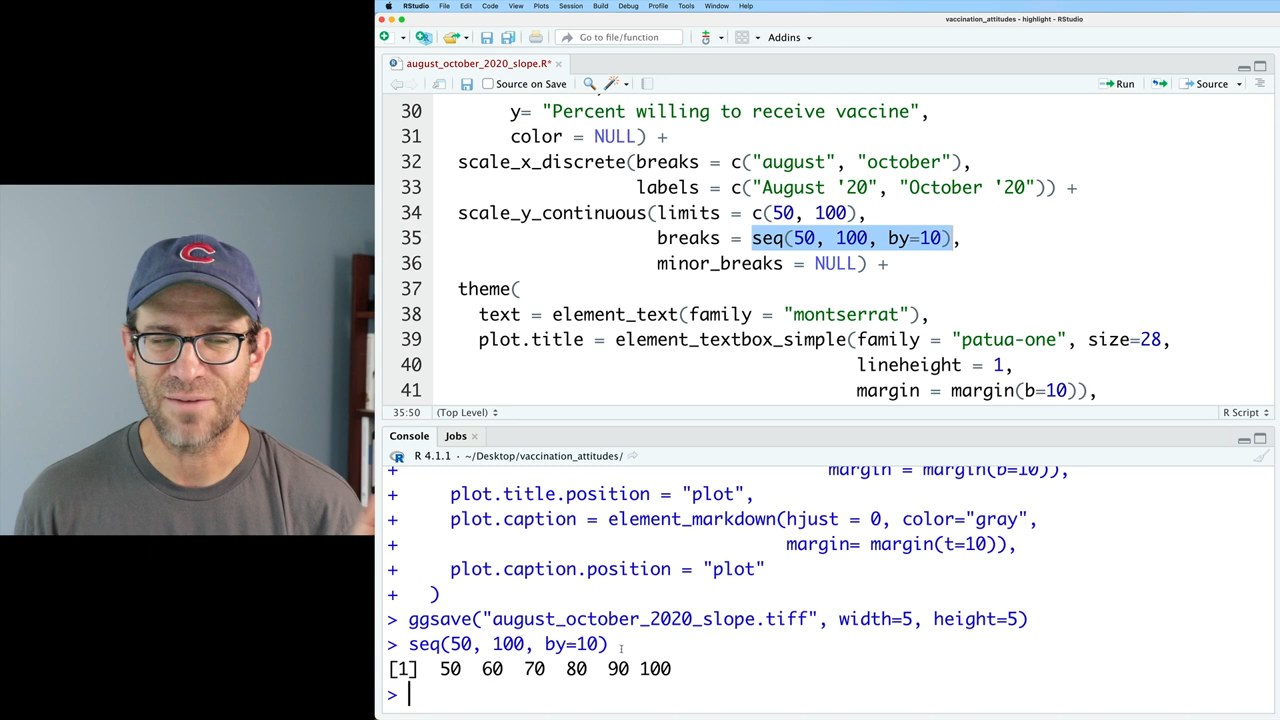 RStudio File Edit Code View Plots Session Build Debug Profile Tools Window Help
vaccination_attitudes - highlight - RStudio
Go to file/function Addins
august_october_2020_slope.R*
Source on Save Run Source
30 y= "Percent willing to receive vaccine",
31 color = NULL) +
32 scale_x_discrete(breaks = c("august", "october"),
33 labels = c("August '20", "October '20")) +
34 scale_y_continuous(limits = c(50, 100),
35 breaks = seq(50, 100, by=10),
36 minor_breaks = NULL) +
37 theme(
38 text = element_text(family = "montserrat"),
39 plot.title = element_textbox_simple(family = "patua-one", size=28,
40 lineheight = 1,
41 margin = margin(b=10)),
35:50 (Top Level) R Script
Console Jobs
R 4.1.1 · ~/Desktop/vaccination_attitudes/
+ margin = margin(b=10)),
+ plot.title.position = "plot",
+ plot.caption = element_markdown(hjust = 0, color="gray",
+ margin= margin(t=10)),
+ plot.caption.position = "plot"
+ )
> ggsave("august_october_2020_slope.tiff", width=5, height=5)
> seq(50, 100, by=10)
[1] 50 60 70 80 90 100
>
C